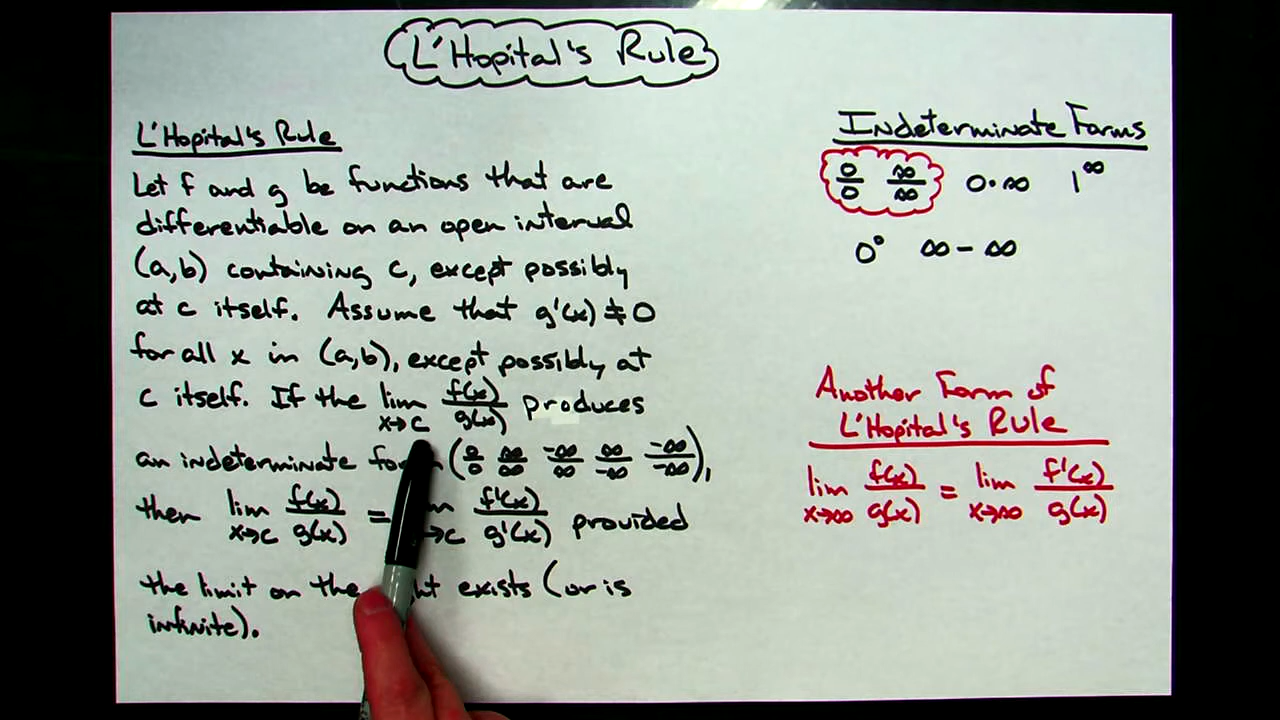 L'Hopital's Rule
L'Hopital's Rule
Let f and g be functions that are
differentiable on an open interval
(a,b) containing c, except possibly
at c itself. Assume that g'(x) ≠ 0
for all x in (a,b), except possibly at
c itself. If the lim x→c f(x)/g(x) produces
an indeterminate (0/0 ∞/∞ -∞/∞ ∞/-∞ -∞/-∞),
then lim x→c f(x)/g(x) = f'(x)/g'(x) provided
the limit on the exists (or is
infinite).
Indeterminate Forms
0/0 ∞/∞ 0·∞ 1^∞
0^0 ∞ - ∞
Another Form of
L'Hopital's Rule
lim x→∞ f(x)/g(x) = lim x→∞ f'(x)/g(x)